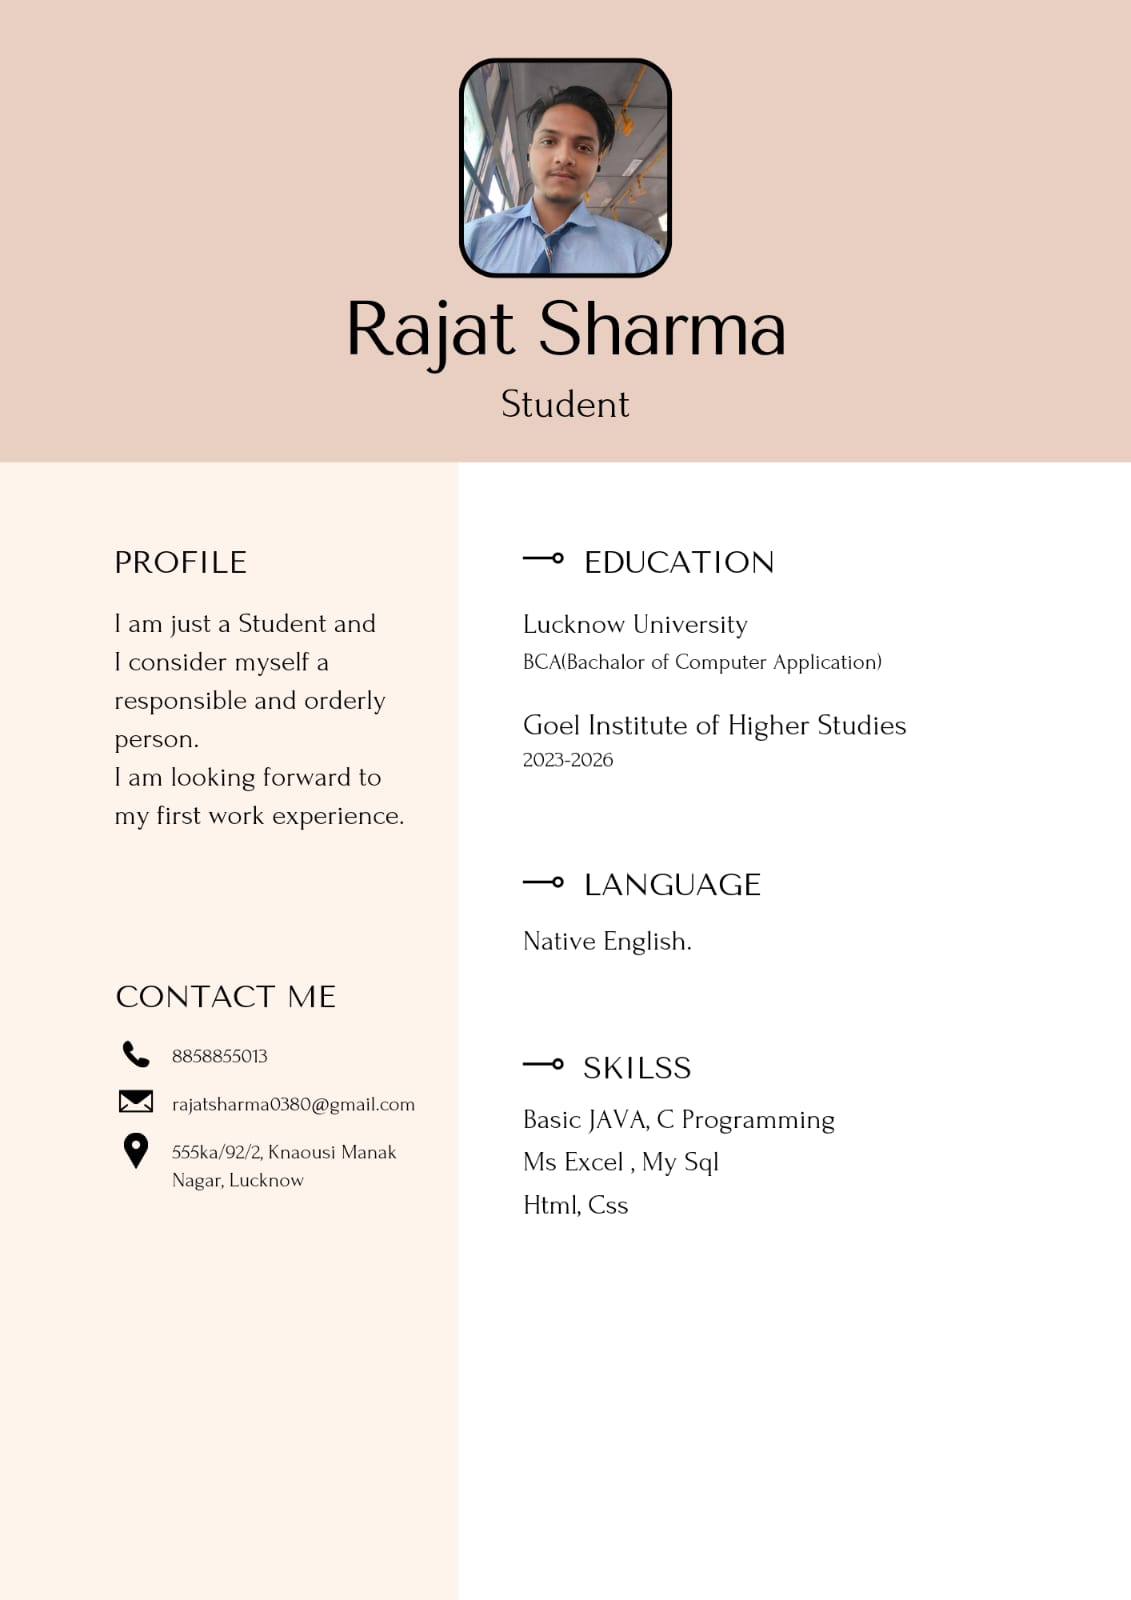 Rajat Sharma
Student
PROFILE
I am just a Student and
I consider myself a
responsible and orderly
person.
I am looking forward to
my first work experience.
CONTACT ME
8858855013
rajatsharma0380@gmail.com
555ka/92/2, Knaousi Manak
Nagar, Lucknow
EDUCATION
Lucknow University
BCA(Bachalor of Computer Application)
Goel Institute of Higher Studies
2023-2026
LANGUAGE
Native English.
SKILSS
Basic JAVA, C Programming
Ms Excel , My Sql
Html, Css